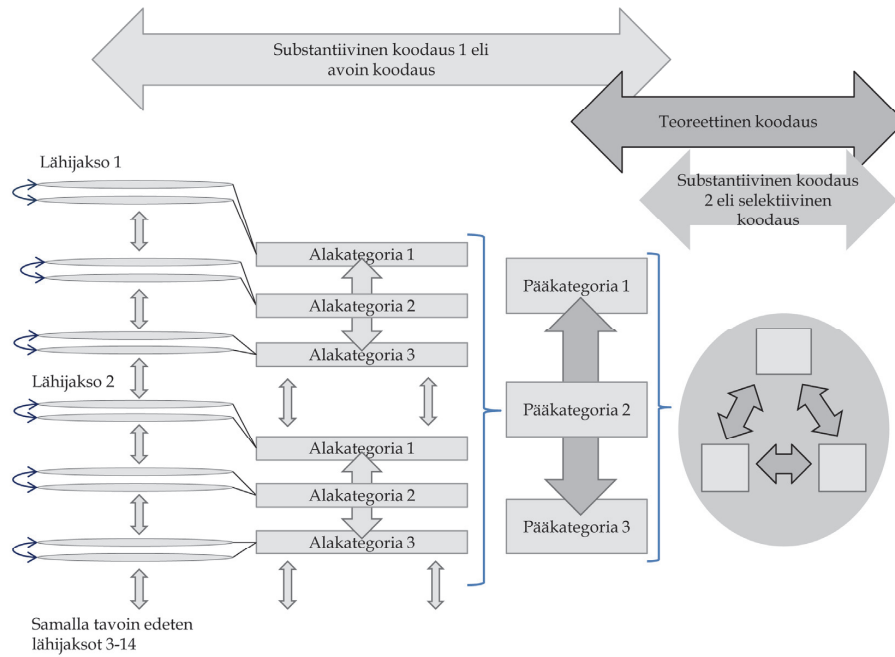 Substantiivinen koodaus 1 eli
avoin koodaus
Teoreettinen koodaus
Substantiivinen koodaus
2 eli selektiivinen
koodaus
Lähijakso 1
Alakategoria 1
Alakategoria 2
Alakategoria 3
Lähijakso 2
Alakategoria 1
Alakategoria 2
Alakategoria 3
Samalla tavoin edeten
lähijaksot 3-14
Pääkategoria 1
Pääkategoria 2
Pääkategoria 3